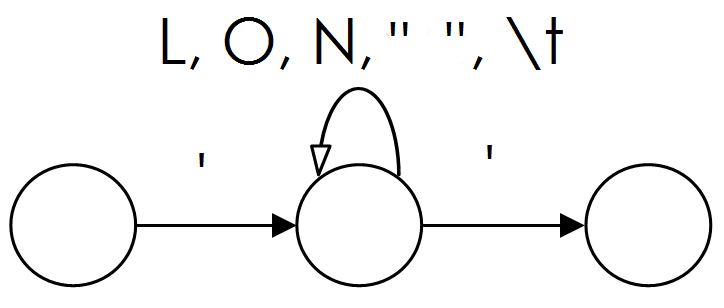 L, O, N, " ", \t
' '